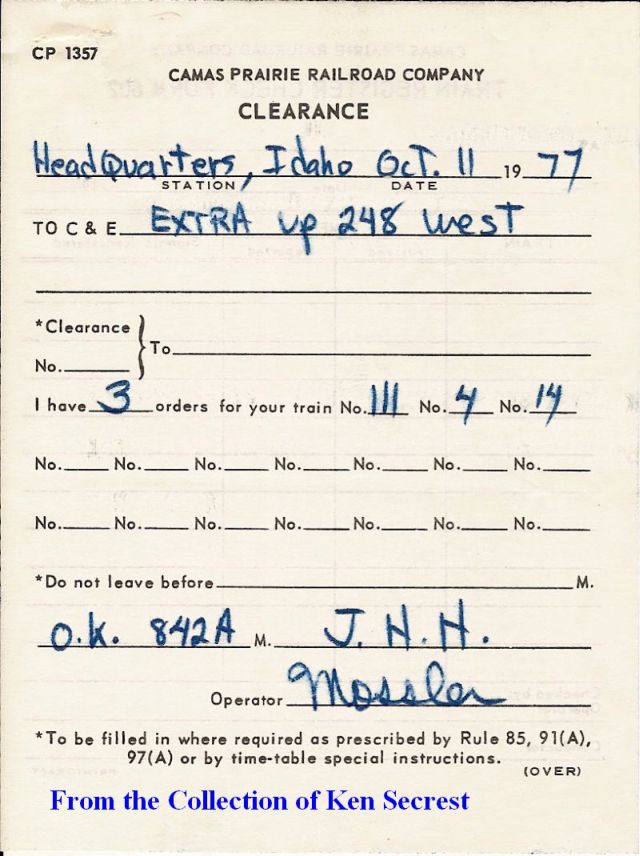 CP 1357
CAMAS PRAIRIE RAILROAD COMPANY
CLEARANCE
HeadQuarters, Idaho Oct. 11 1977
STATION DATE
TO C & E EXTRA up 248 west
*Clearance
No. To
I have 3 orders for your train No. 111 No. 4 No. 14
No. No. No. No. No. No. No.
No. No. No. No. No. No. No.
*Do not leave before M.
O.K. 842A M. J. H. H.
Operator Mossler
*To be filled in where required as prescribed by Rule 85, 91(A),
97(A) or by time-table special instructions.
(OVER)
From the Collection of Ken Secrest